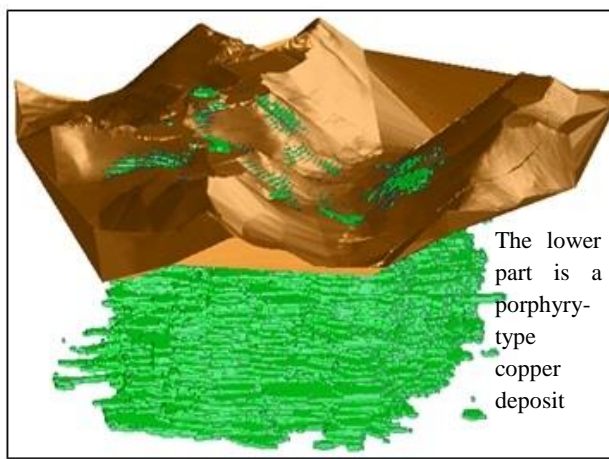 The lower
part is a
porphyry-
type
copper
deposit